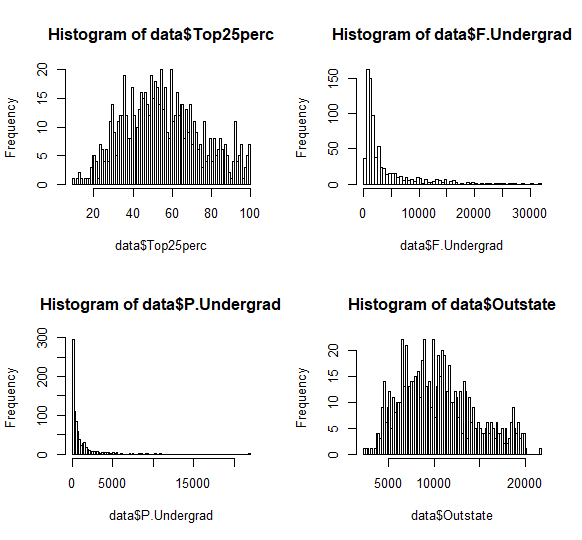 Histogram of data$Top25perc
Frequency
0 5 10 15 20
20 40 60 80 100
data$Top25perc
Histogram of data$F.Undergrad
Frequency
0 50 100 150
0 10000 30000
data$F.Undergrad
Histogram of data$P.Undergrad
Frequency
0 100 200 300
0 5000 15000
data$P.Undergrad
Histogram of data$Outstate
Frequency
0 5 10 15 20
5000 10000 20000
data$Outstate